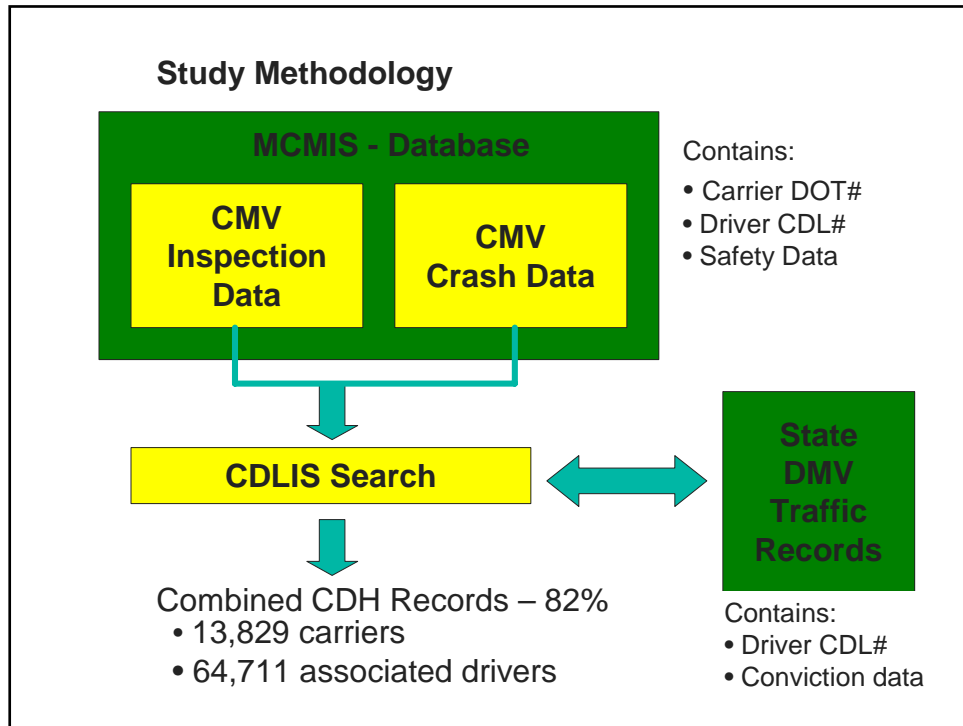 Study Methodology
MCMIS - Database
CMV
Inspection
Data
CMV
Crash Data
Contains:
• Carrier DOT#
• Driver CDL#
• Safety Data
CDLIS Search
State
DMV
Traffic
Records
Combined CDH Records – 82%
• 13,829 carriers
• 64,711 associated drivers
Contains:
• Driver CDL#
• Conviction data